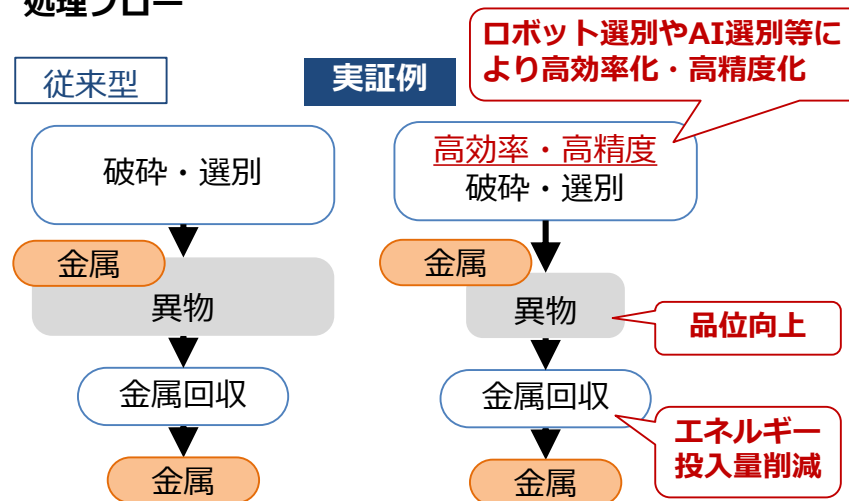 処理フロー
従来型
破砕・選別
金属
異物
金属回収
金属
実証例
ロボット選別やAI選別等に
より高効率化・高精度化
高効率・高精度
破砕・選別
金属
異物
品位向上
金属回収
エネルギー
投入量削減
金属